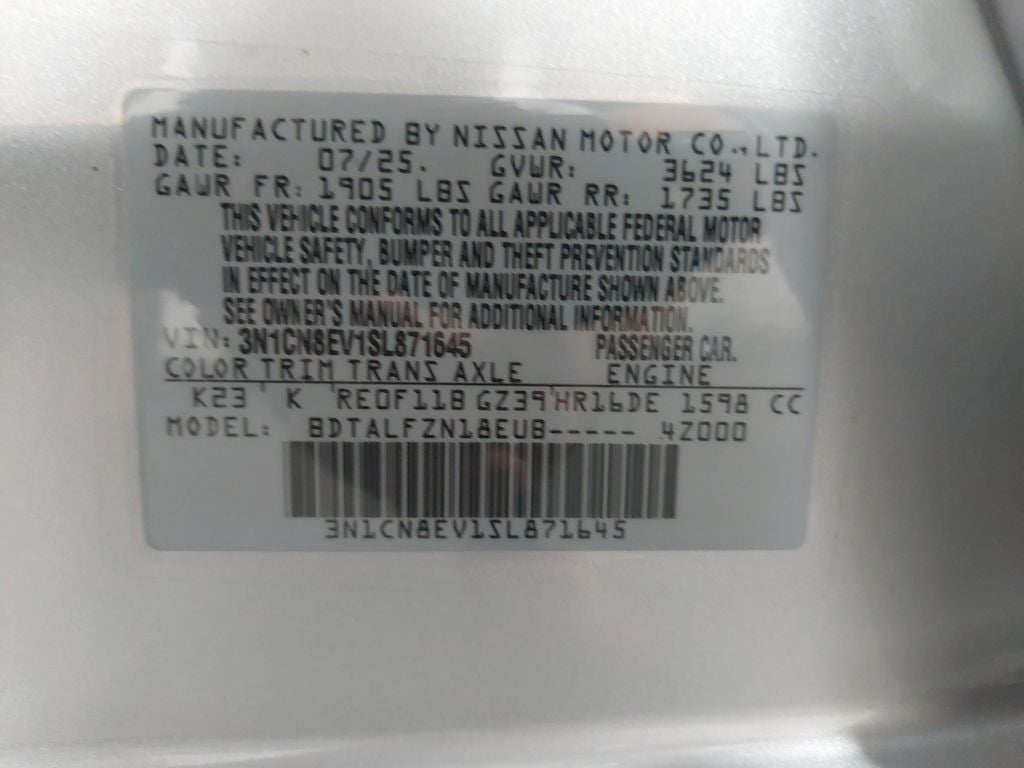 MANUFACTURED BY NISSAN MOTOR CO., LTD.
DATE: 07/25. GVWR: 3624 LBS
GAWR FR: 1905 LBS GAWR RR: 1735 LBS
THIS VEHICLE CONFORMS TO ALL APPLICABLE FEDERAL MOTOR
VEHICLE SAFETY, BUMPER AND THEFT PREVENTION STANDARDS
IN EFFECT ON THE DATE OF MANUFACTURE SHOWN ABOVE.
SEE OWNER'S MANUAL FOR ADDITIONAL INFORMATION.
VIN: 3N1CN8EV1SL871645 PASSENGER CAR.
COLOR TRIM TRANS AXLE ENGINE
K23 K RE0F11B GZ39 HR16DE 1598 CC
MODEL: BDTALFZN18EUB----- 4Z000
3N1CN8EV1SL871645